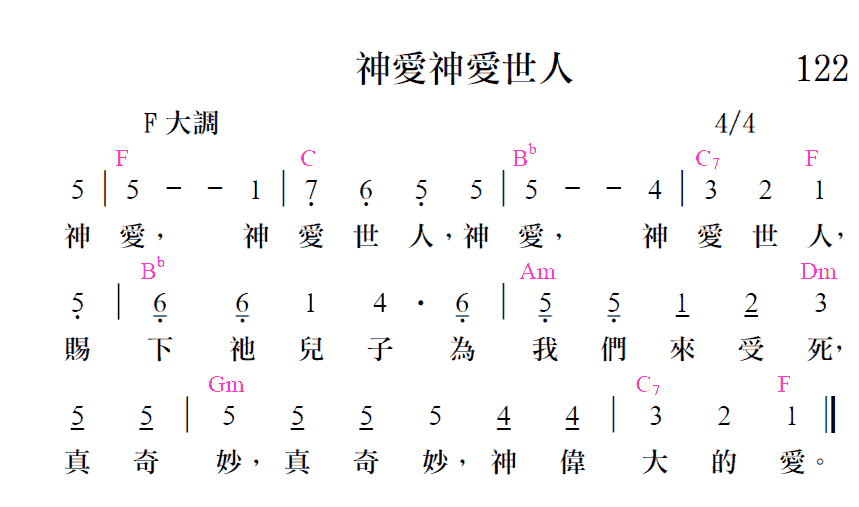 神愛神愛世人 122
F 大調 4/4
F C B♭ C7 F
5 | 5 － － 1 | 7̣ 6̣ 5̣ 5 | 5 － － 4 | 3 2 1
神 愛， 神 愛 世 人，神 愛， 神 愛 世 人，
B♭ Am Dm
5̣ | 6̣ 6̣ 1 4 · 6̣ | 5̣ 5̣ 1 2 3
賜 下 祂 兒 子 為 我 們 來 受 死，
Gm C7 F
5 5 | 5 5 5 5 4 4 | 3 2 1 ‖
真 奇 妙，真 奇 妙，神 偉 大 的 愛。